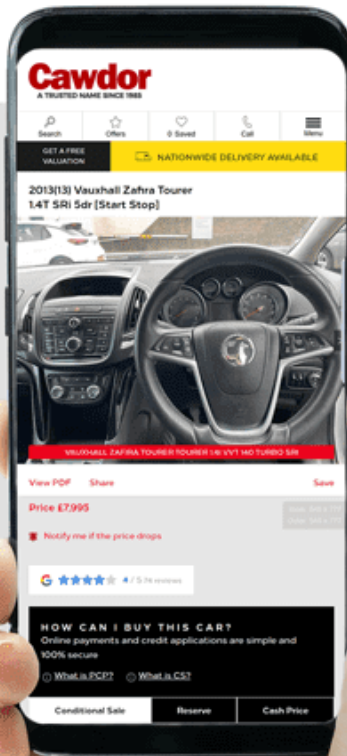 Cawdor
A TRUSTED NAME SINCE 1985
Search
Offers
0 Saved
Call
Menu
GET A FREE
VALUATION
NATIONWIDE DELIVERY AVAILABLE
2013(13) Vauxhall Zafira Tourer
1.4T SRi 5dr [Start Stop]
VAUXHALL ZAFIRA TOURER TOURER 1.4I VVT 140 TURBO SRI
View PDF
Share
Save
Price £7,995
Notify me if the price drops
G
4 / 5
reviews
HOW CAN I BUY THIS CAR?
Online payments and credit applications are simple and
100% secure
What is PCP?
What is CS?
Conditional Sale
Reserve
Cash Price